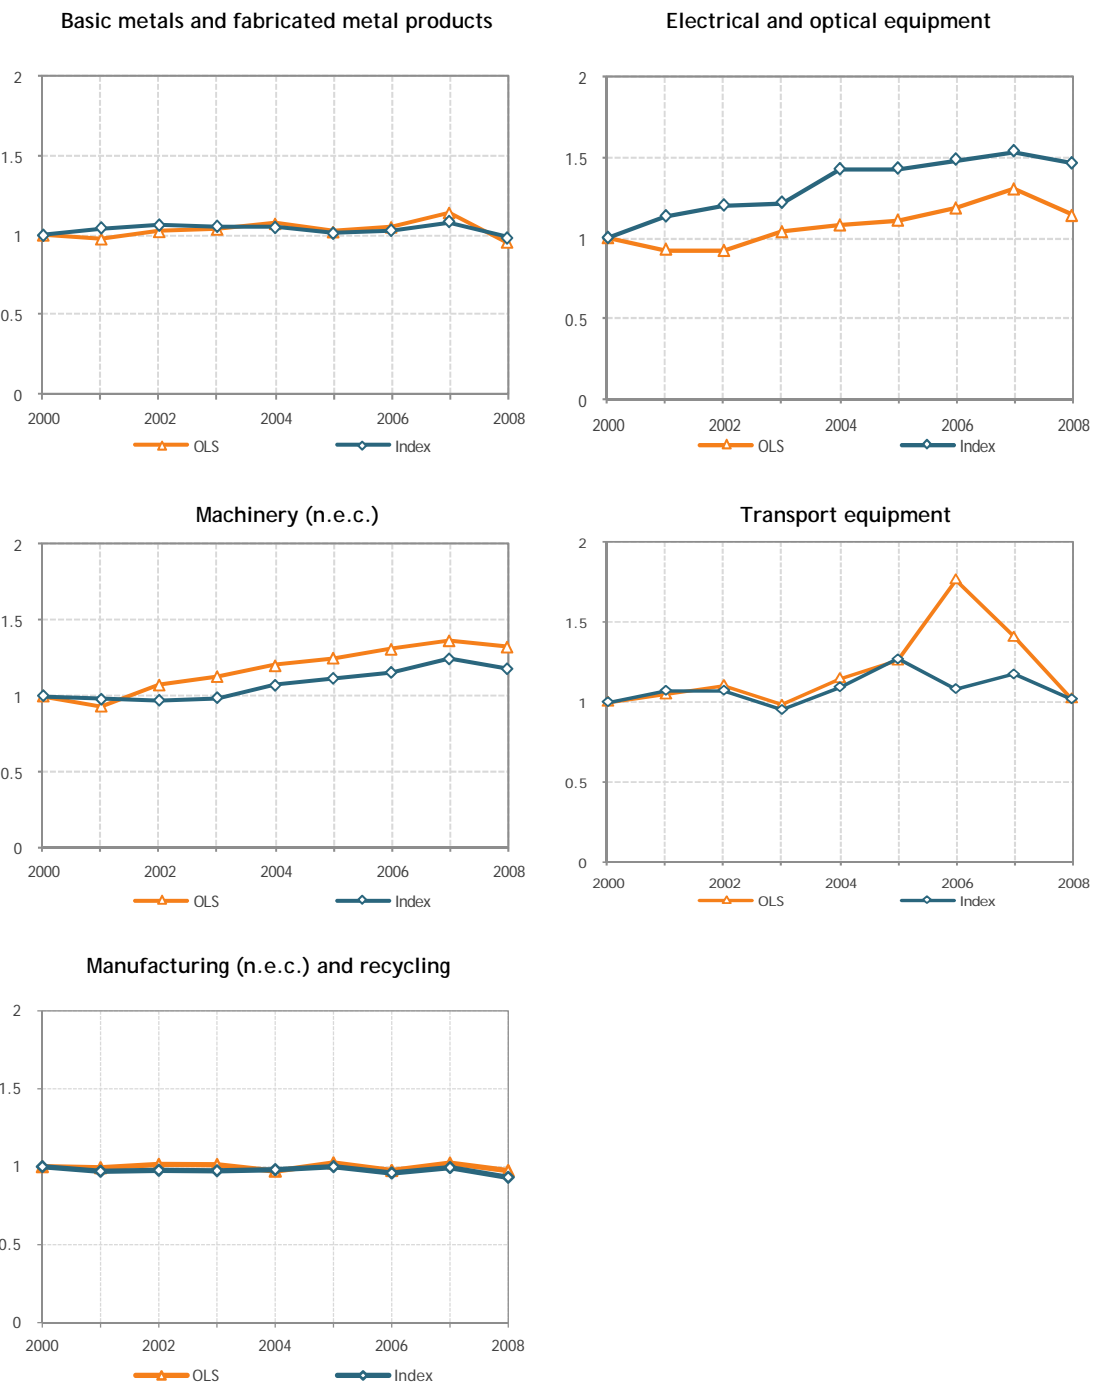 Basic metals and fabricated metal products
2
1.5
1
0.5
0
2000 2002 2004 2006 2008
OLS Index
Electrical and optical equipment
2
1.5
1
0.5
0
2000 2002 2004 2006 2008
OLS Index
Machinery (n.e.c.)
2
1.5
1
0.5
0
2000 2002 2004 2006 2008
OLS Index
Transport equipment
2
1.5
1
0.5
0
2000 2002 2004 2006 2008
OLS Index
Manufacturing (n.e.c.) and recycling
2
1.5
1
0.5
0
2000 2002 2004 2006 2008
OLS Index